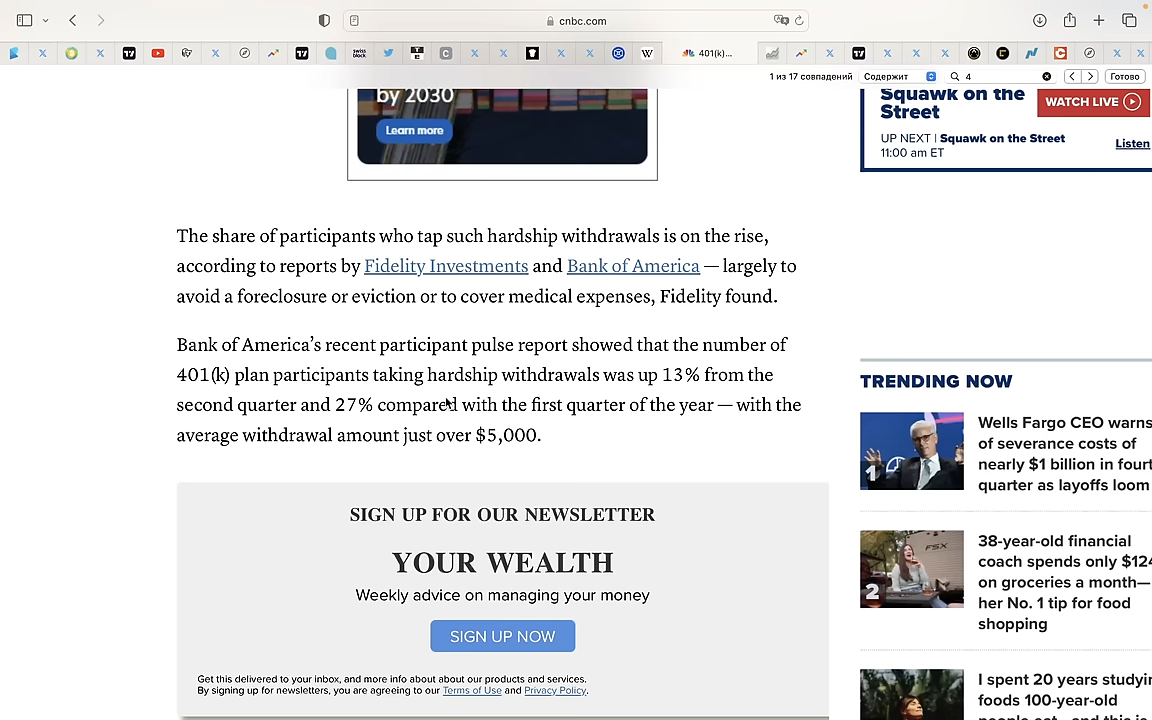 cnbc.com
401(k)...
1 из 17 совпадений
Содержит
4
Готово
by 2030
Learn more
Squawk on the
Street
WATCH LIVE
UP NEXT | Squawk on the Street
11:00 am ET
Listen
The share of participants who tap such hardship withdrawals is on the rise,
according to reports by Fidelity Investments and Bank of America — largely to
avoid a foreclosure or eviction or to cover medical expenses, Fidelity found.
Bank of America’s recent participant pulse report showed that the number of
401(k) plan participants taking hardship withdrawals was up 13% from the
second quarter and 27% compared with the first quarter of the year — with the
average withdrawal amount just over $5,000.
SIGN UP FOR OUR NEWSLETTER
YOUR WEALTH
Weekly advice on managing your money
SIGN UP NOW
Get this delivered to your inbox, and more info about about our products and services.
By signing up for newsletters, you are agreeing to our Terms of Use and Privacy Policy.
TRENDING NOW
1
Wells Fargo CEO warns
of severance costs of
nearly $1 billion in fourt
quarter as layoffs loom
2
FSX
38-year-old financial
coach spends only $124
on groceries a month—
her No. 1 tip for food
shopping
I spent 20 years studyin
foods 100-year-old